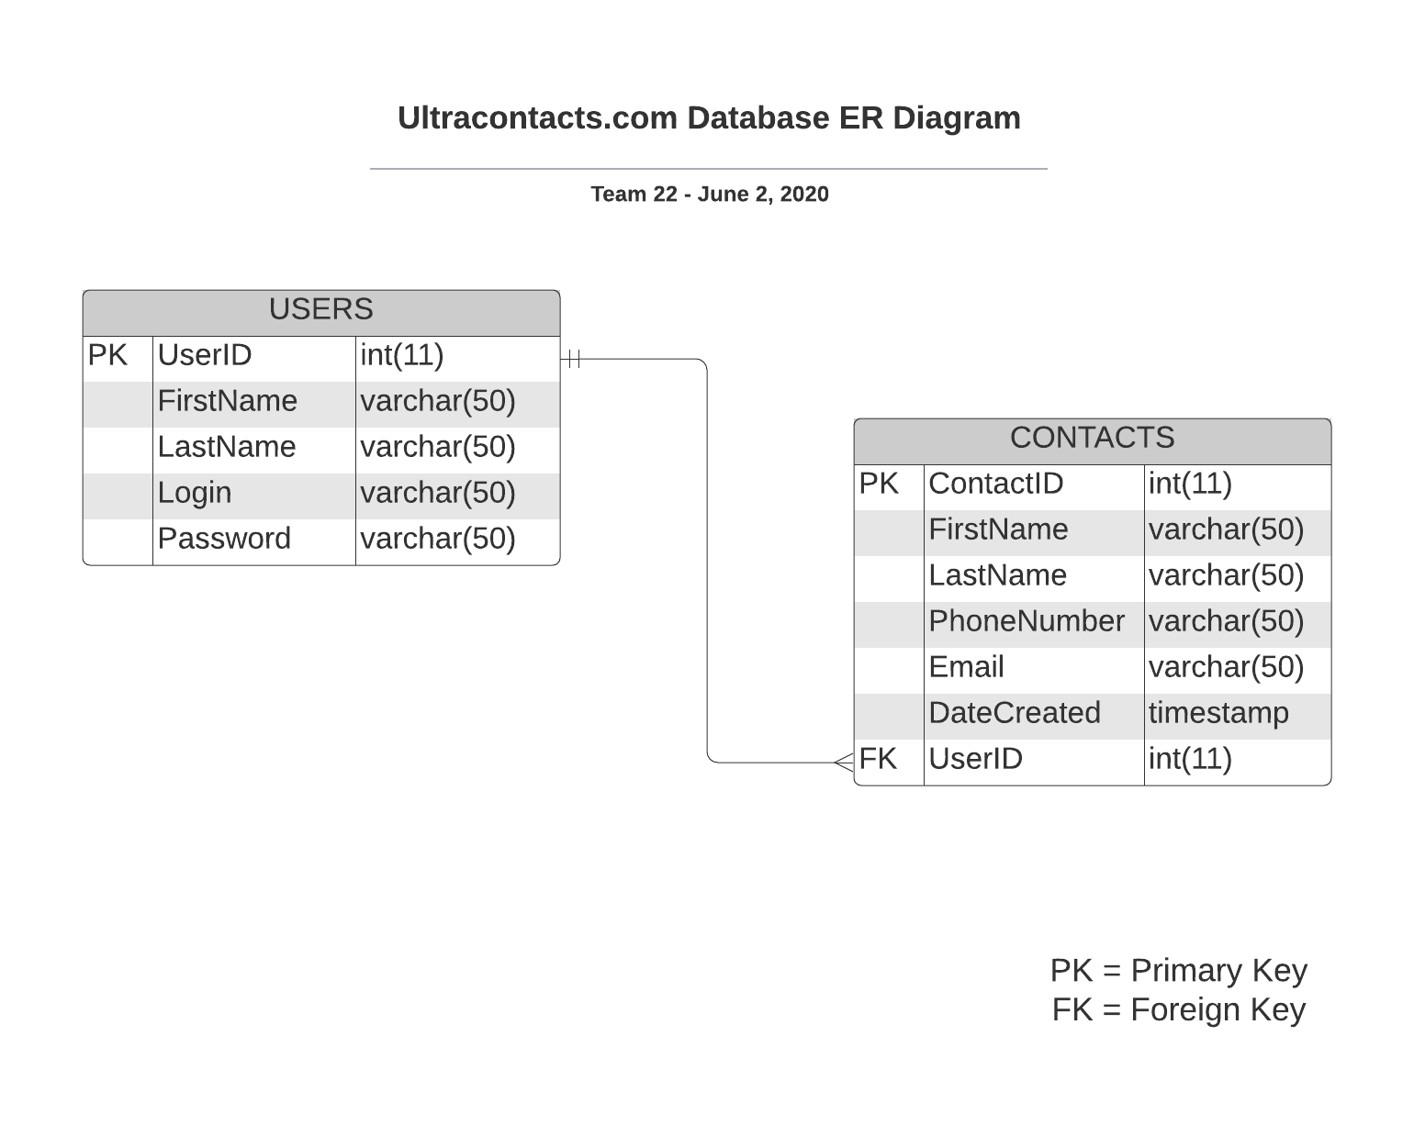 Ultracontacts.com Database ER Diagram
Team 22 - June 2, 2020
USERS
PK UserID int(11)
FirstName varchar(50)
LastName varchar(50)
Login varchar(50)
Password varchar(50)
CONTACTS
PK ContactID int(11)
FirstName varchar(50)
LastName varchar(50)
PhoneNumber varchar(50)
Email varchar(50)
DateCreated timestamp
FK UserID int(11)
PK = Primary Key
FK = Foreign Key